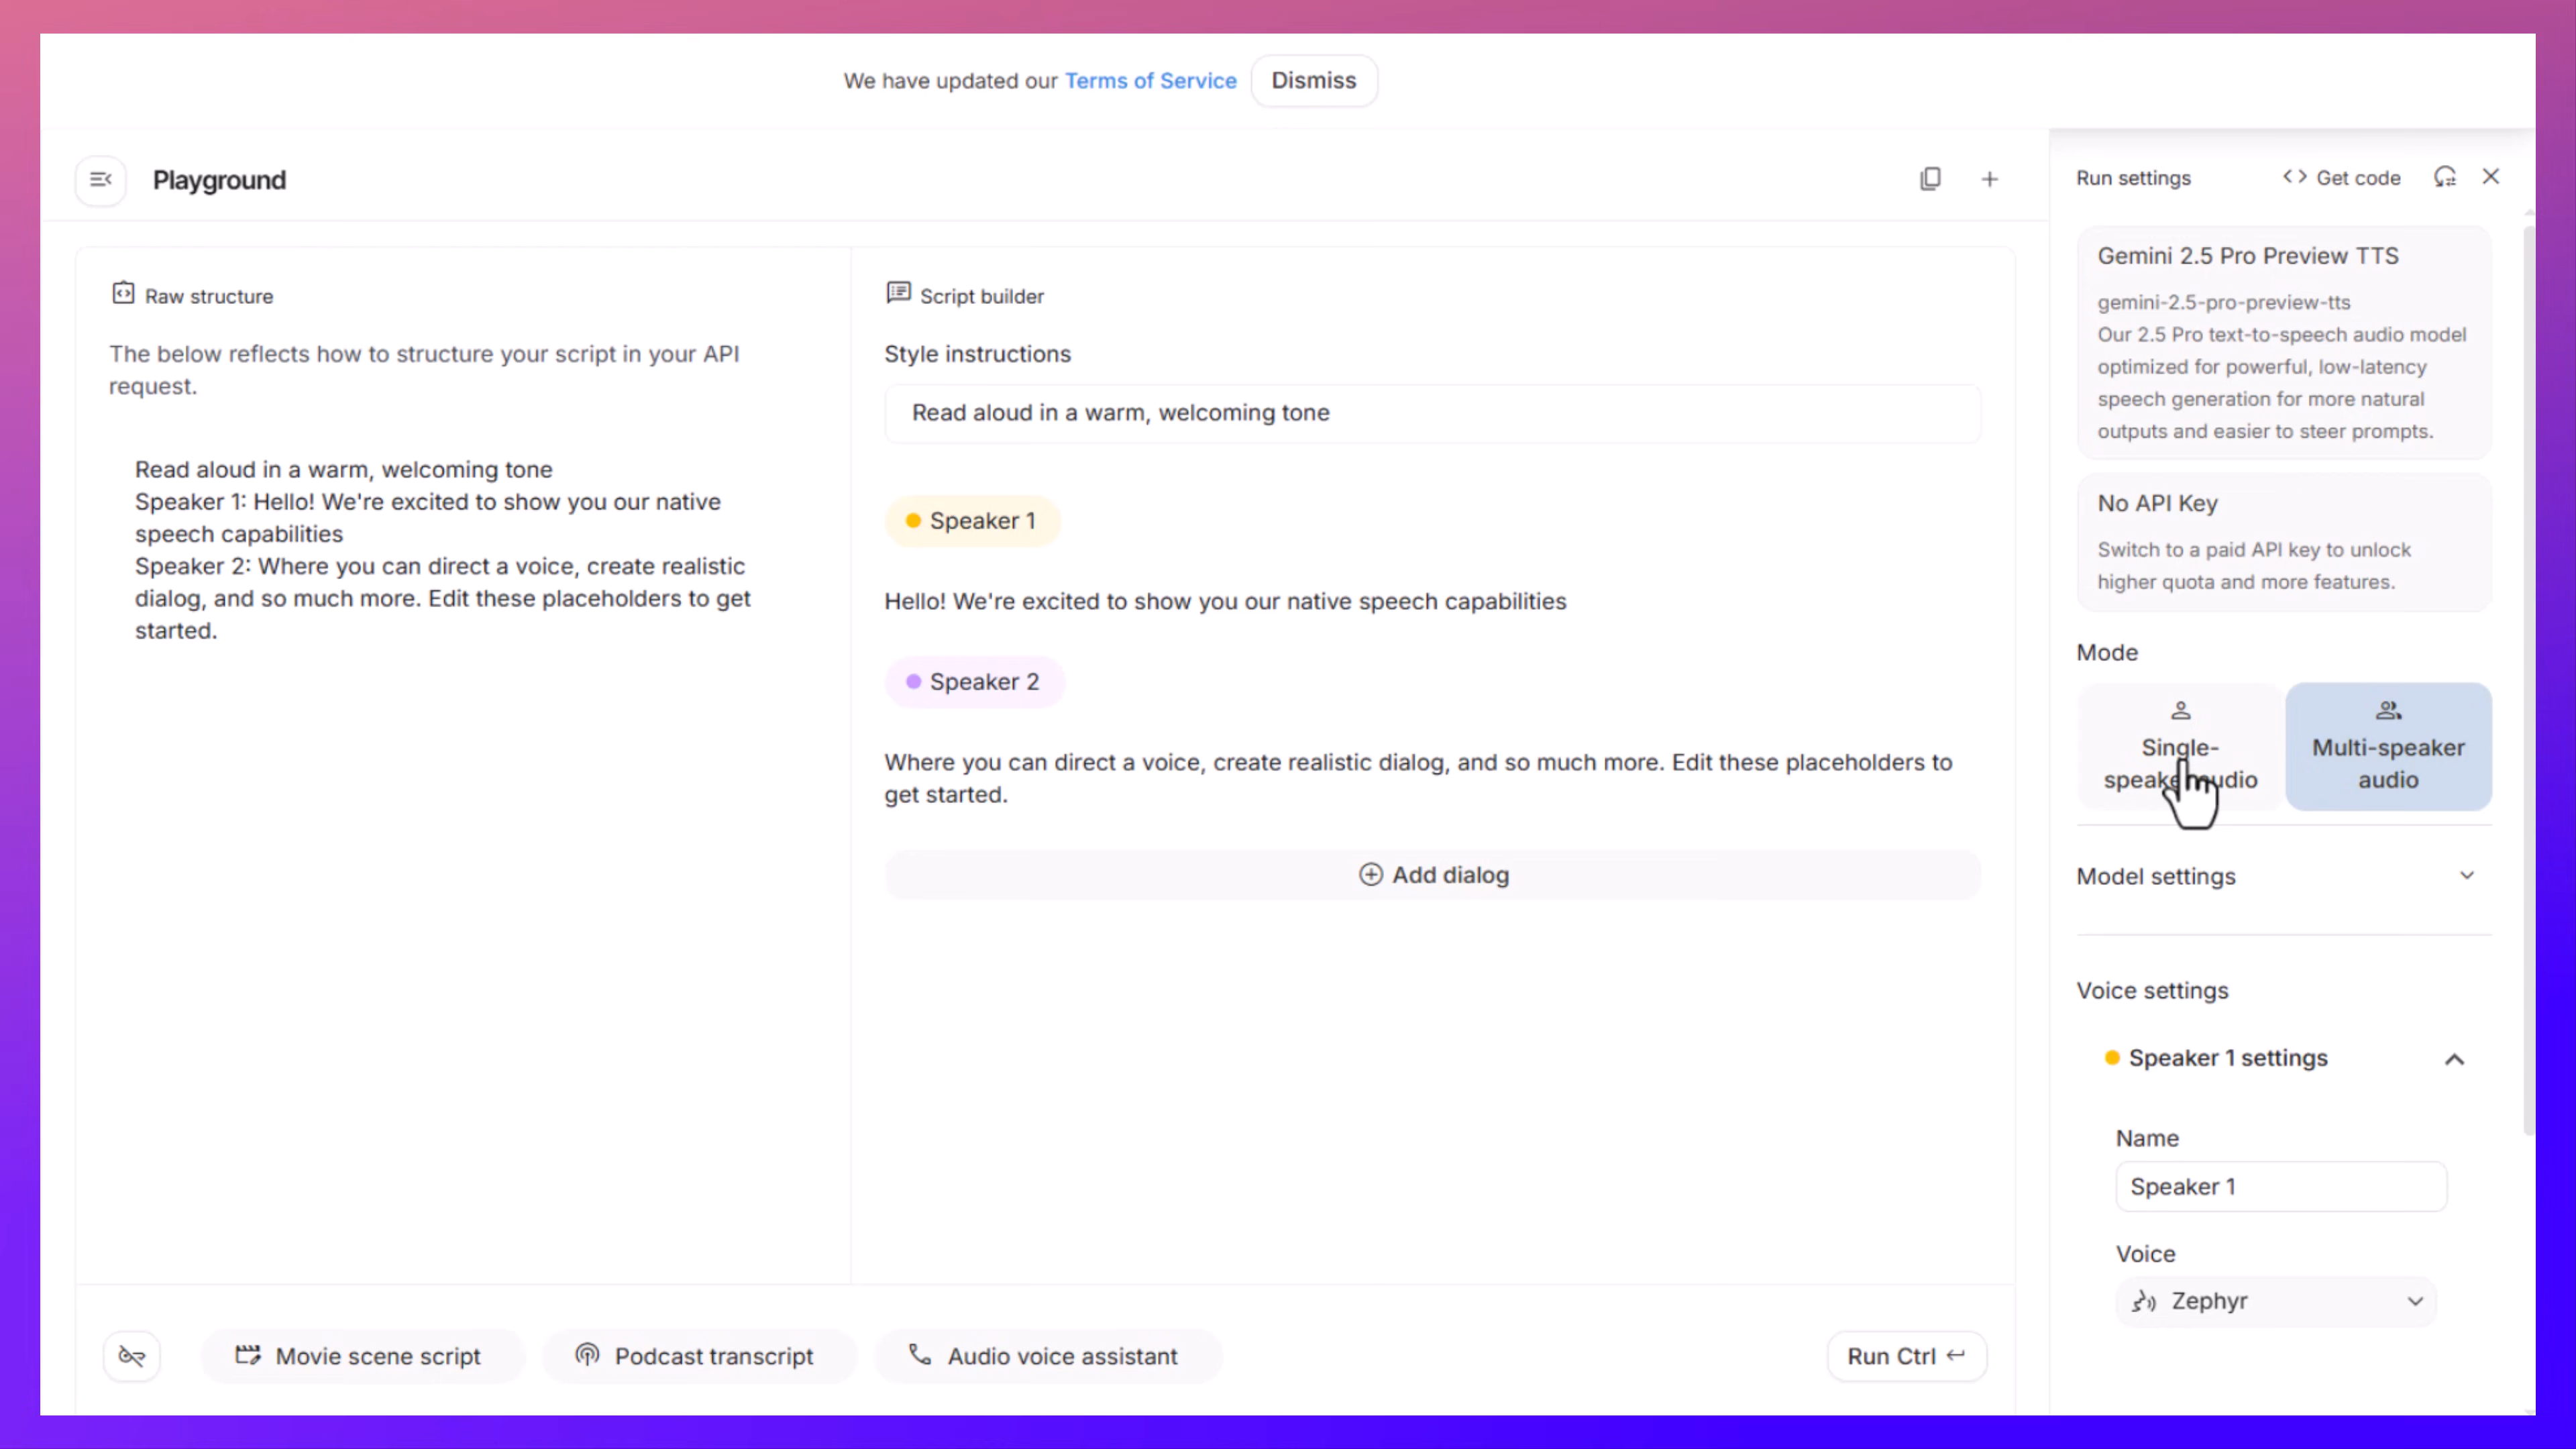 We have updated our Terms of Service Dismiss
Playground
Raw structure
The below reflects how to structure your script in your API
request.
Read aloud in a warm, welcoming tone
Speaker 1: Hello! We're excited to show you our native
speech capabilities
Speaker 2: Where you can direct a voice, create realistic
dialog, and so much more. Edit these placeholders to get
started.
Script builder
Style instructions
Read aloud in a warm, welcoming tone
Speaker 1
Hello! We're excited to show you our native speech capabilities
Speaker 2
Where you can direct a voice, create realistic dialog, and so much more. Edit these placeholders to
get started.
Add dialog
Movie scene script
Podcast transcript
Audio voice assistant
Run Ctrl
Run settings
Get code
Gemini 2.5 Pro Preview TTS
gemini-2.5-pro-preview-tts
Our 2.5 Pro text-to-speech audio model
optimized for powerful, low-latency
speech generation for more natural
outputs and easier to steer prompts.
No API Key
Switch to a paid API key to unlock
higher quota and more features.
Mode
Single-
speaker audio
Multi-speaker
audio
Model settings
Voice settings
Speaker 1 settings
Name
Speaker 1
Voice
Zephyr